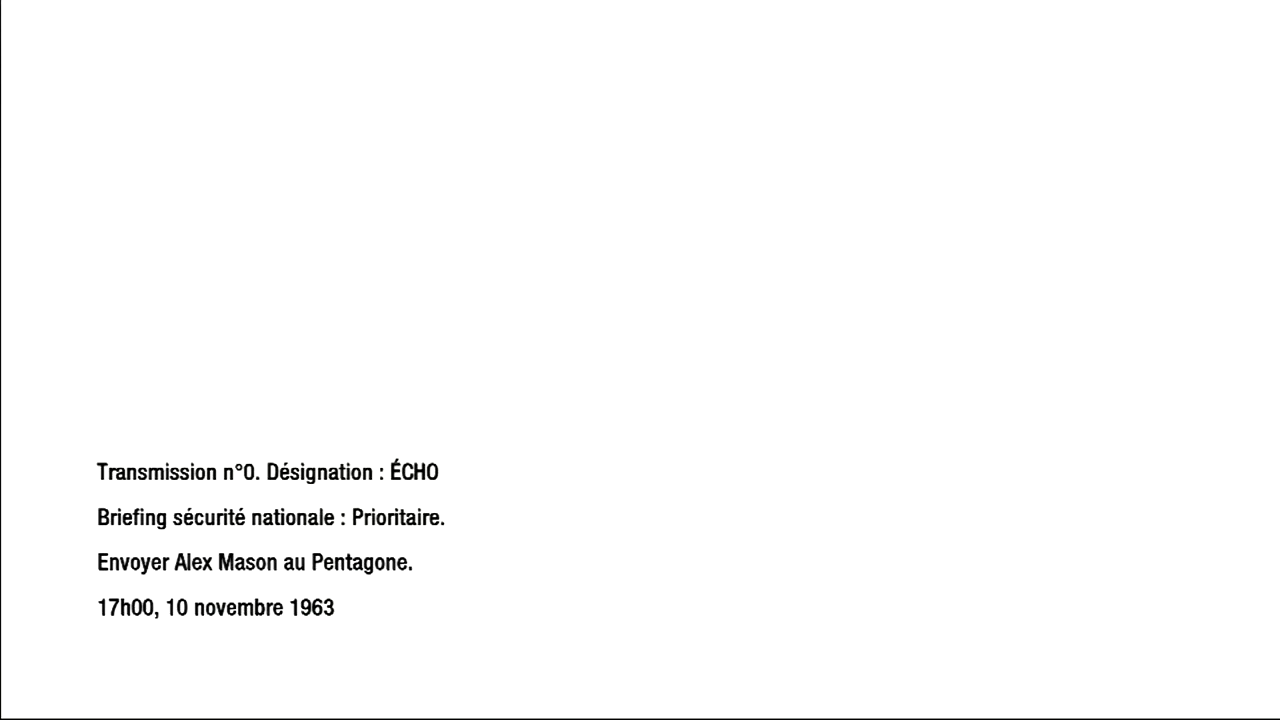 Transmission n°0. Désignation : ÉCHO
Briefing sécurité nationale : Prioritaire.
Envoyer Alex Mason au Pentagone.
17h00, 10 novembre 1963